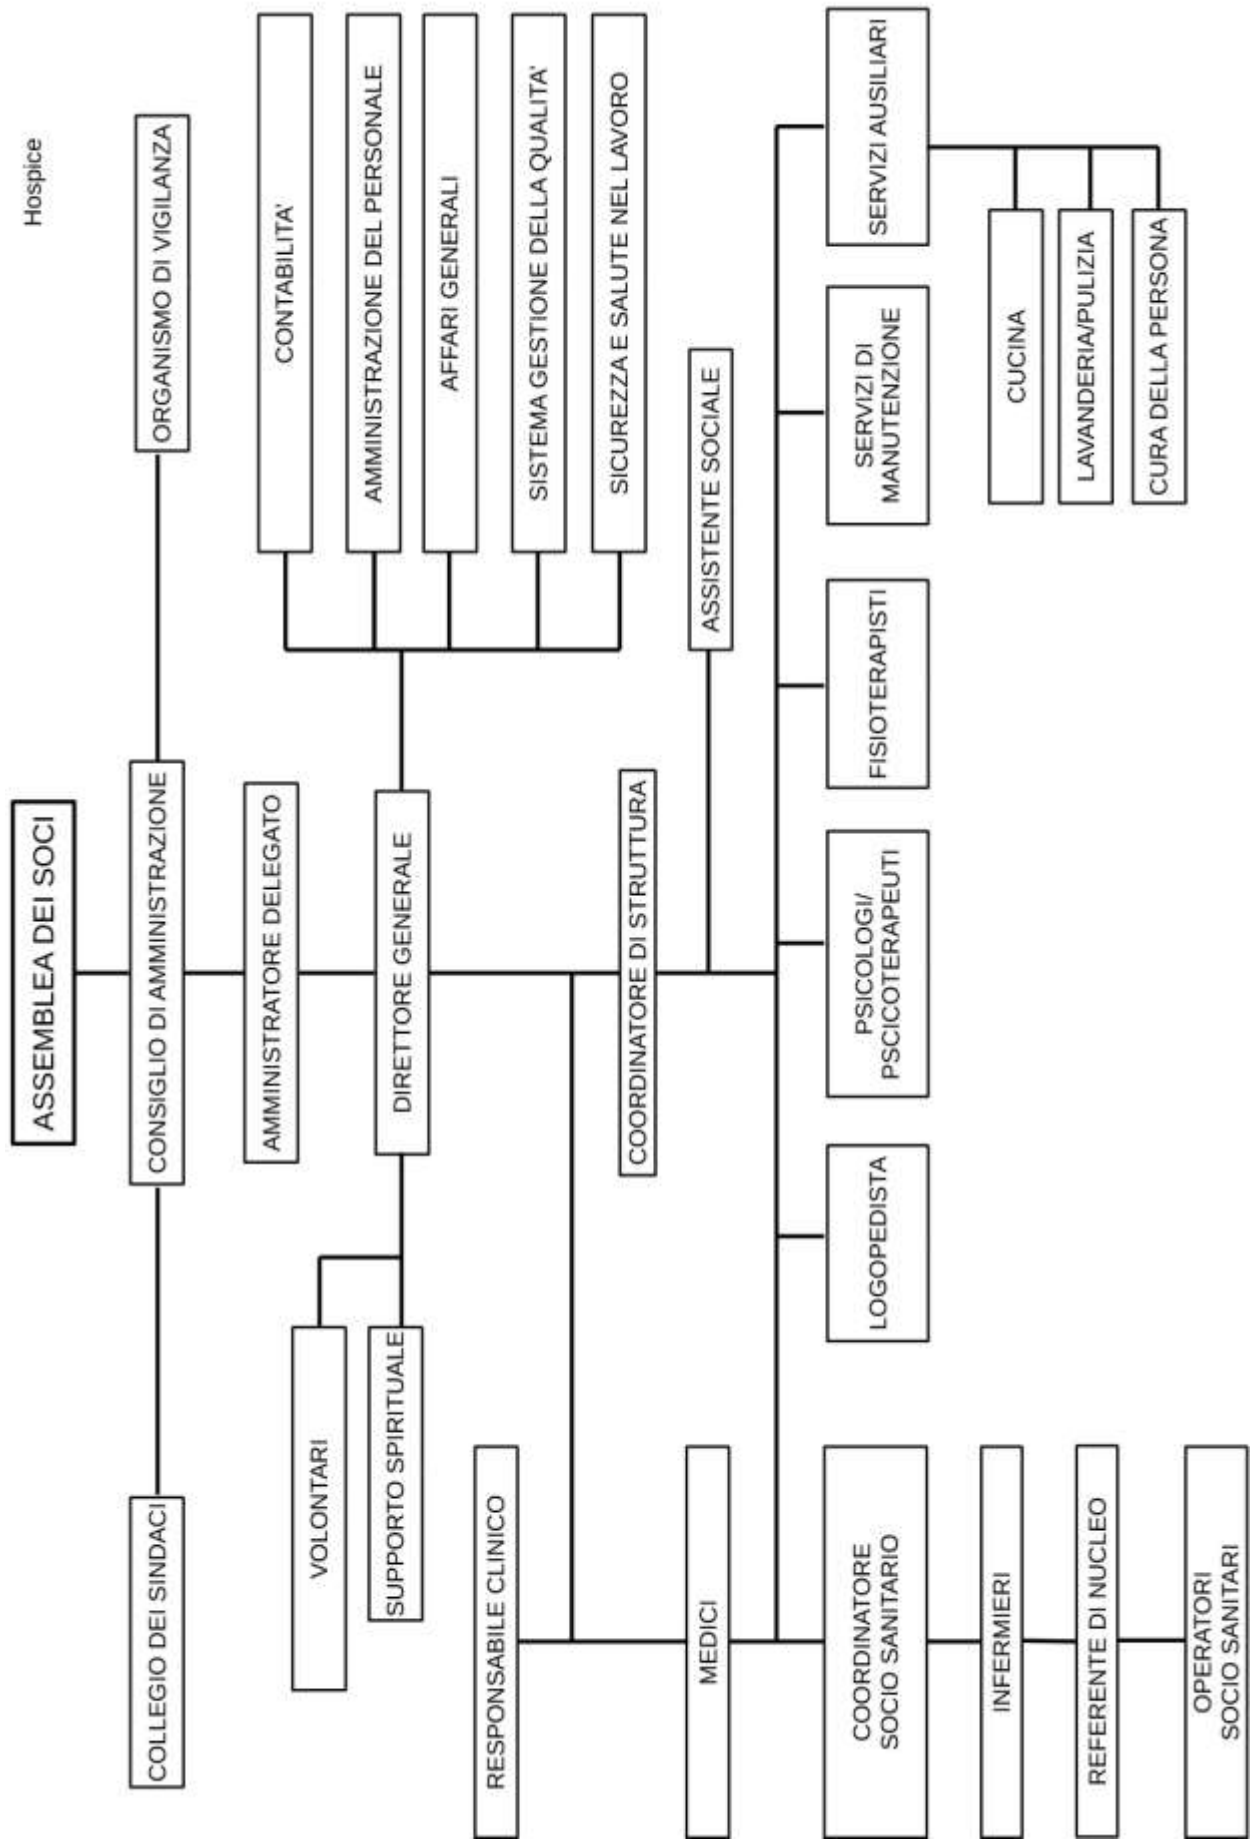 Hospice
ASSEMBLEA DEI SOCI
COLLEGIO DEI SINDACI
CONSIGLIO DI AMMINISTRAZIONE
ORGANISMO DI VIGILANZA
AMMINISTRATORE DELEGATO
CONTABILITA'
VOLONTARI
AMMINISTRAZIONE DEL PERSONALE
SUPPORTO SPIRITUALE
DIRETTORE GENERALE
AFFARI GENERALI
RESPONSABILE CLINICO
SISTEMA GESTIONE DELLA QUALITA'
SICUREZZA E SALUTE NEL LAVORO
COORDINATORE DI STRUTTURA
MEDICI
ASSISTENTE SOCIALE
COORDINATORE
SOCIO SANITARIO
LOGOPEDISTA
PSICOLOGI/
PSCICOTERAPEUTI
FISIOTERAPISTI
SERVIZI DI
MANUTENZIONE
SERVIZI AUSILIARI
INFERMIERI
CUCINA
REFERENTE DI NUCLEO
LAVANDERIA/PULIZIA
CURA DELLA PERSONA
OPERATORI
SOCIO SANITARI